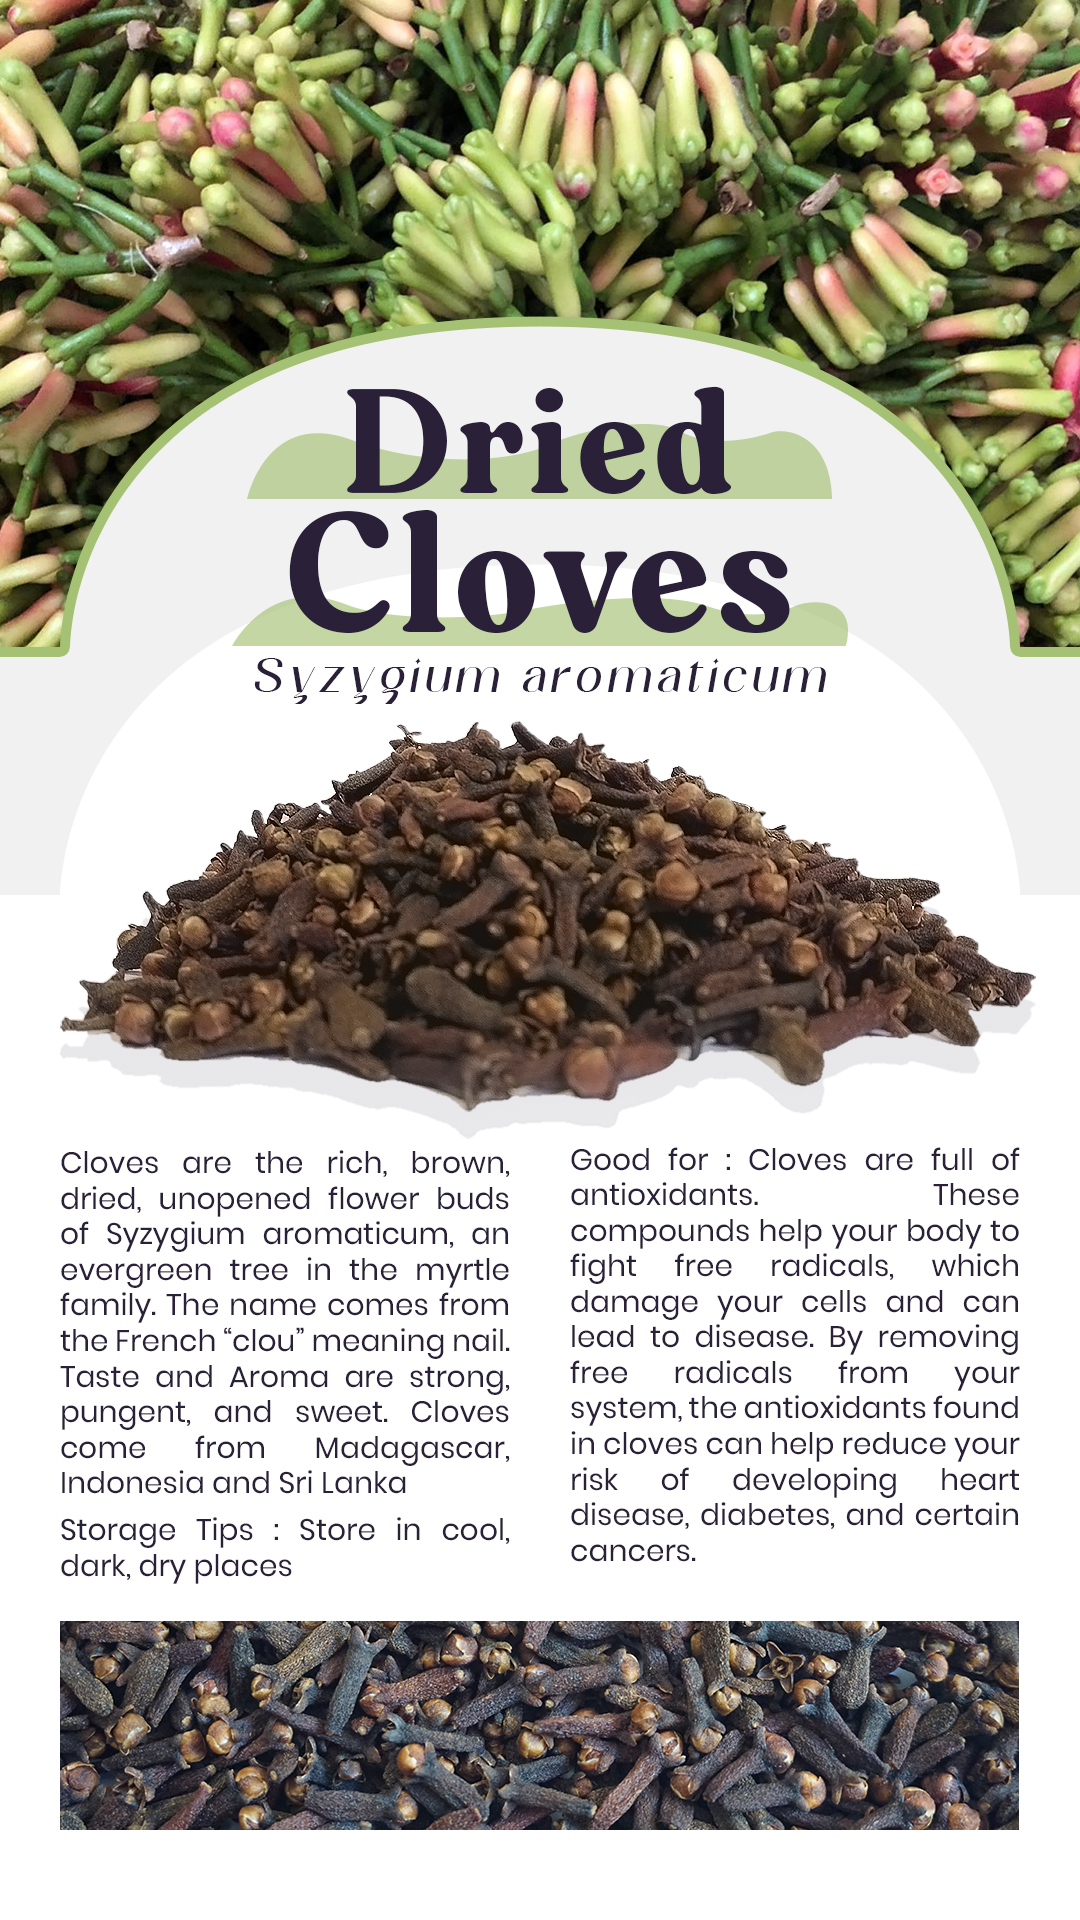 Dried
Cloves
Syzygium aromaticum
Cloves are the rich, brown,
dried, unopened flower buds
of Syzygium aromaticum, an
evergreen tree in the myrtle
family. The name comes from
the French “clou” meaning nail.
Taste and Aroma are strong,
pungent, and sweet. Cloves
come from Madagascar,
Indonesia and Sri Lanka
Storage Tips : Store in cool,
dark, dry places
Good for : Cloves are full of
antioxidants. These
compounds help your body to
fight free radicals, which
damage your cells and can
lead to disease. By removing
free radicals from your
system, the antioxidants found
in cloves can help reduce your
risk of developing heart
disease, diabetes, and certain
cancers.